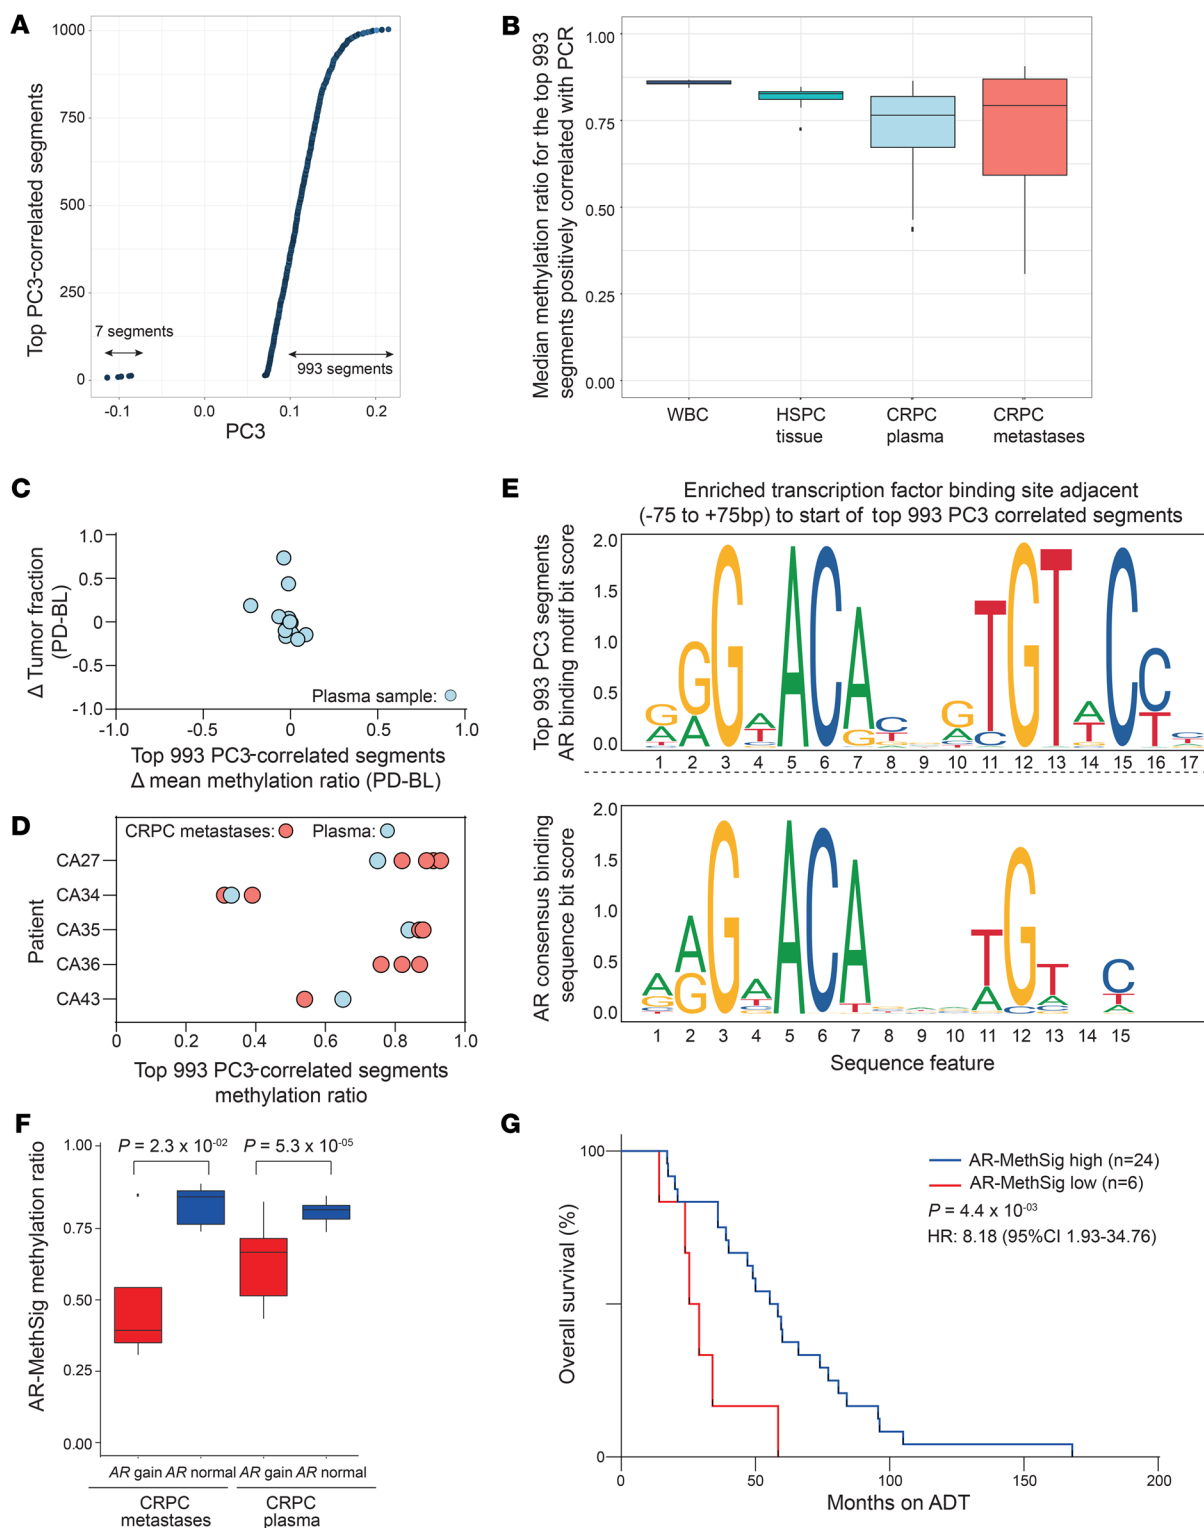 A
Top PC3-correlated segments
1000
750
500
250
0
7 segments
993 segments
-0.1
0.0
0.1
0.2
PC3
B
Median methylation ratio for the top 993
segments positively correlated with PCR
1.00
0.75
0.50
0.25
0.00
WBC
HSPC
tissue
CRPC
plasma
CRPC
metastases
C
Δ Tumor fraction
(PD-BL)
1.0
0.5
0
-0.5
-1.0
Plasma sample:
-1.0
-0.5
0
0.5
1.0
Top 993 PC3-correlated segments
Δ mean methylation ratio (PD-BL)
D
CRPC metastases:
Plasma:
Patient
CA27
CA34
CA35
CA36
CA43
0
0.2
0.4
0.6
0.8
1.0
Top 993 PC3-correlated segments
methylation ratio
E
Enriched transcription factor binding site adjacent
(-75 to +75bp) to start of top 993 PC3 correlated segments
Top 993 PC3 segments
AR binding motif bit score
2.0
1.5
1.0
0.5
0.0
1 2 3 4 5 6 7 8 9 10 11 12 13 14 15 16 17
AR consensus binding
sequence bit score
2.0
1.5
1.0
0.5
0.0
1 2 3 4 5 6 7 8 9 10 11 12 13 14 15
Sequence feature
F
AR-MethSig methylation ratio
1.00
0.75
0.50
0.25
0.00
P = 2.3 x 10-02
P = 5.3 x 10-05
AR gain AR normal AR gain AR normal
CRPC
metastases
CRPC
plasma
G
Overall survival (%)
100
0
AR-MethSig high (n=24)
AR-MethSig low (n=6)
P = 4.4 x 10-03
HR: 8.18 (95%CI 1.93-34.76)
0
50
100
150
200
Months on ADT